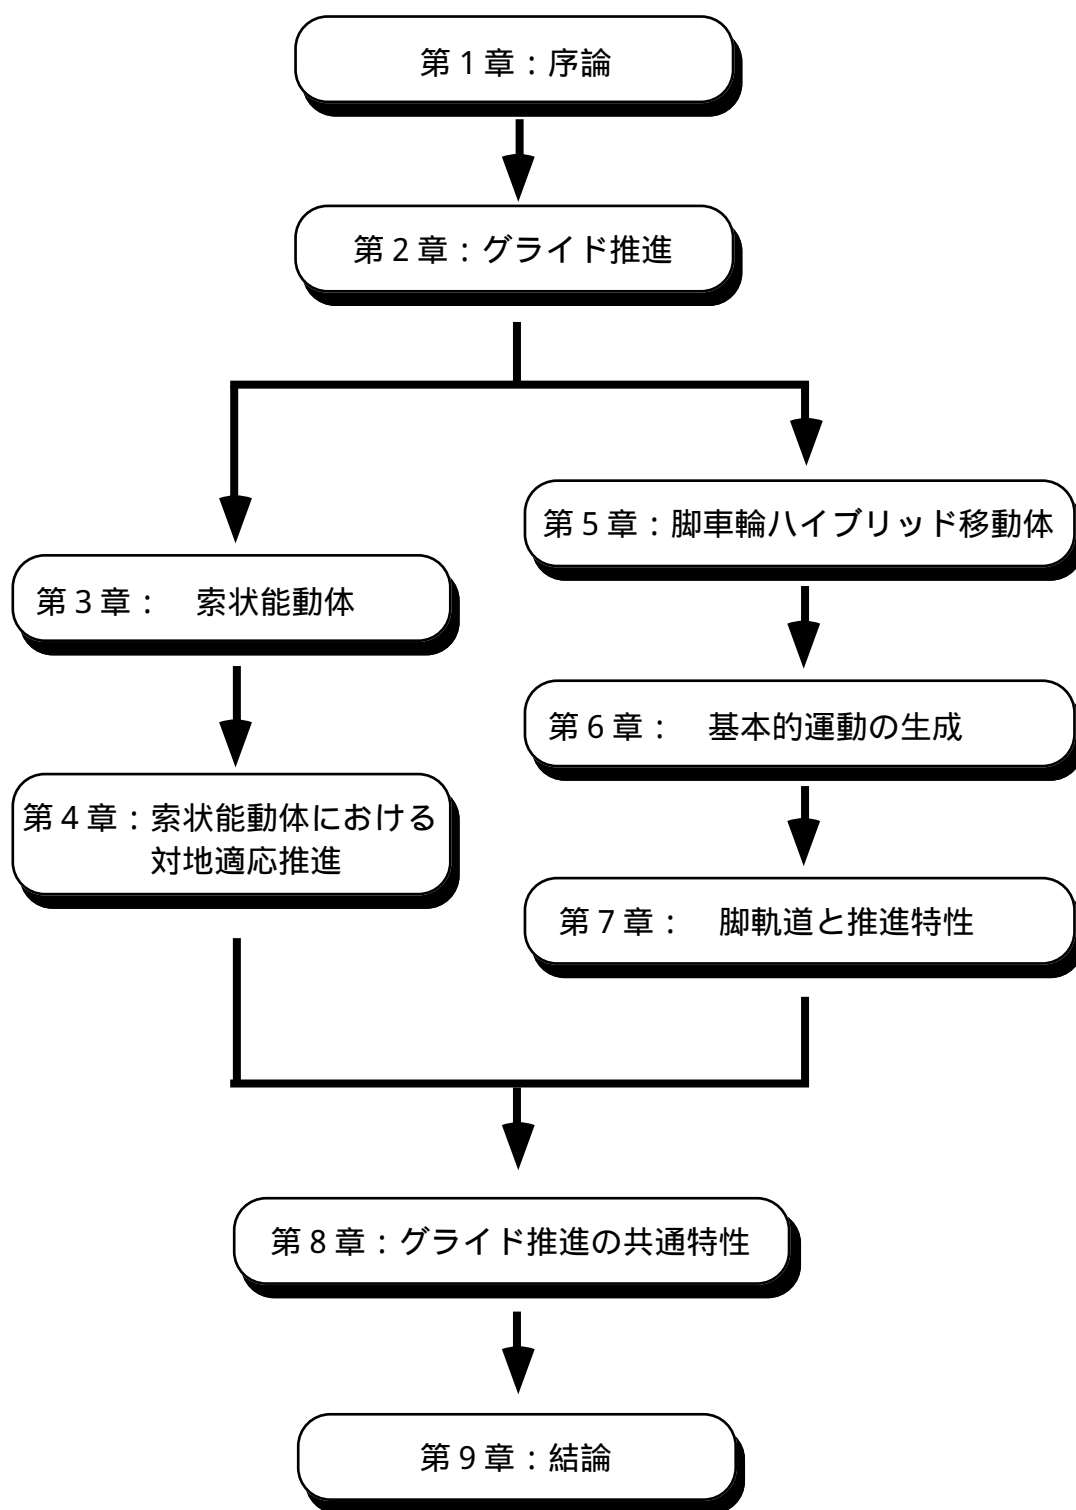 第1章：序論
第2章：グライド推進
第3章：　索状能動体
第4章：索状能動体における
対地適応推進
第5章：脚車輪ハイブリッド移動体
第6章：　基本的運動の生成
第7章：　脚軌道と推進特性
第8章：グライド推進の共通特性
第9章：結論